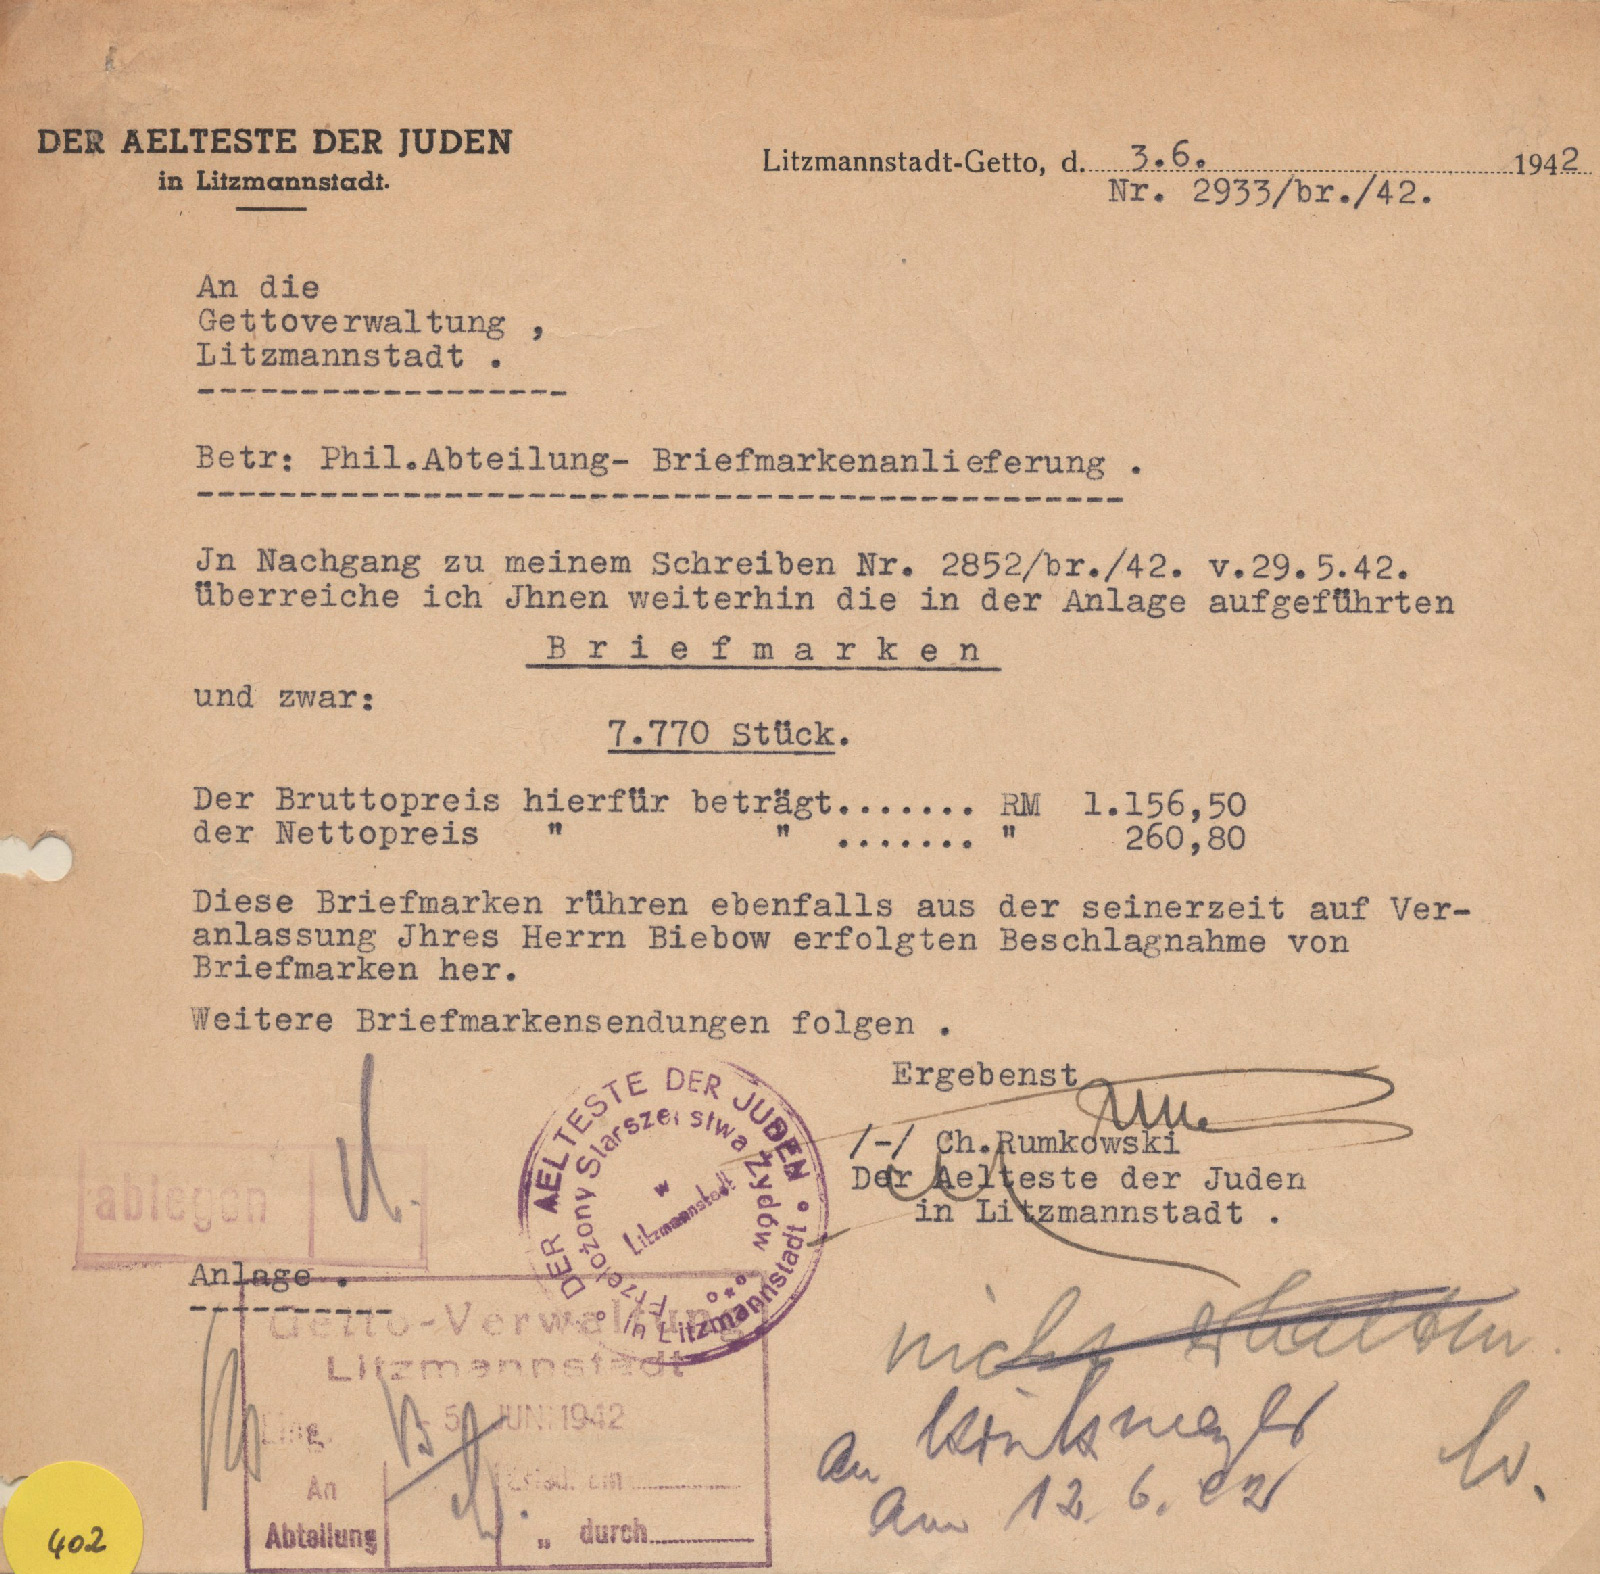 DER AELTESTE DER JUDEN
in Litzmannstadt.
Litzmannstadt-Getto, d. 3.6. 1942
Nr. 2933/br./42.
An die
Gettoverwaltung ,
Litzmannstadt .
Betr: Phil.Abteilung- Briefmarkenanlieferung .
Jn Nachgang zu meinem Schreiben Nr. 2852/br./42. v.29.5.42.
überreiche ich Jhnen weiterhin die in der Anlage aufgeführten
B r i e f m a r k e n
und zwar:
7.770 Stück.
Der Bruttopreis hierfür beträgt....... RM 1.156,50
der Nettopreis " " ....... " 260,80
Diese Briefmarken rühren ebenfalls aus der seinerzeit auf Ver-
anlassung Jhres Herrn Biebow erfolgten Beschlagnahme von
Briefmarken her.
Weitere Briefmarkensendungen folgen .
Ergebenst
/-/ Ch.Rumkowski
Der Aelteste der Juden
in Litzmannstadt .
DER AELTESTE DER JUDEN
in Litzmannstadt
Przełożony Starszeństwa Żydów
w
Litzmannstadt
ablegen
Anlage .
Getto-Verwaltung
Litzmannstadt
Eing. 5. JUNI 1942
An
Abteilung
Erled. am
" durch
nicht erhalten
An
Am 12.6.42
402